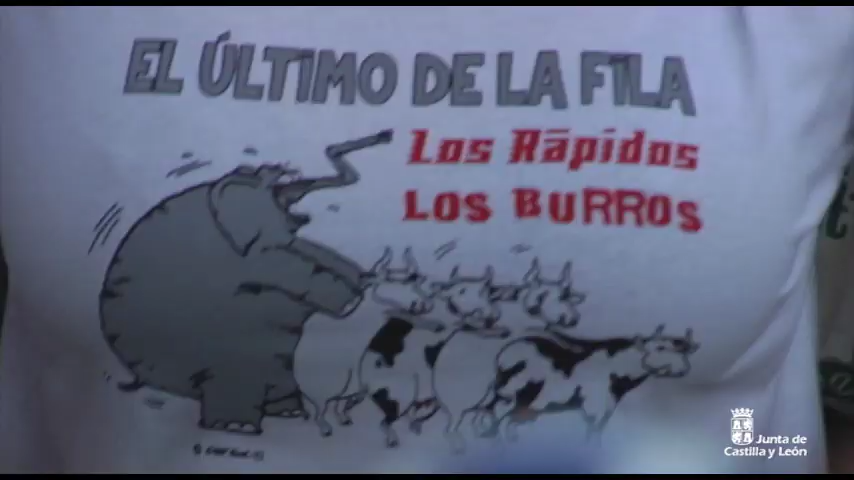 EL ÚLTIMO DE LA FILA
Los Rápidos
LOS BURROS
Junta de
Castilla y León